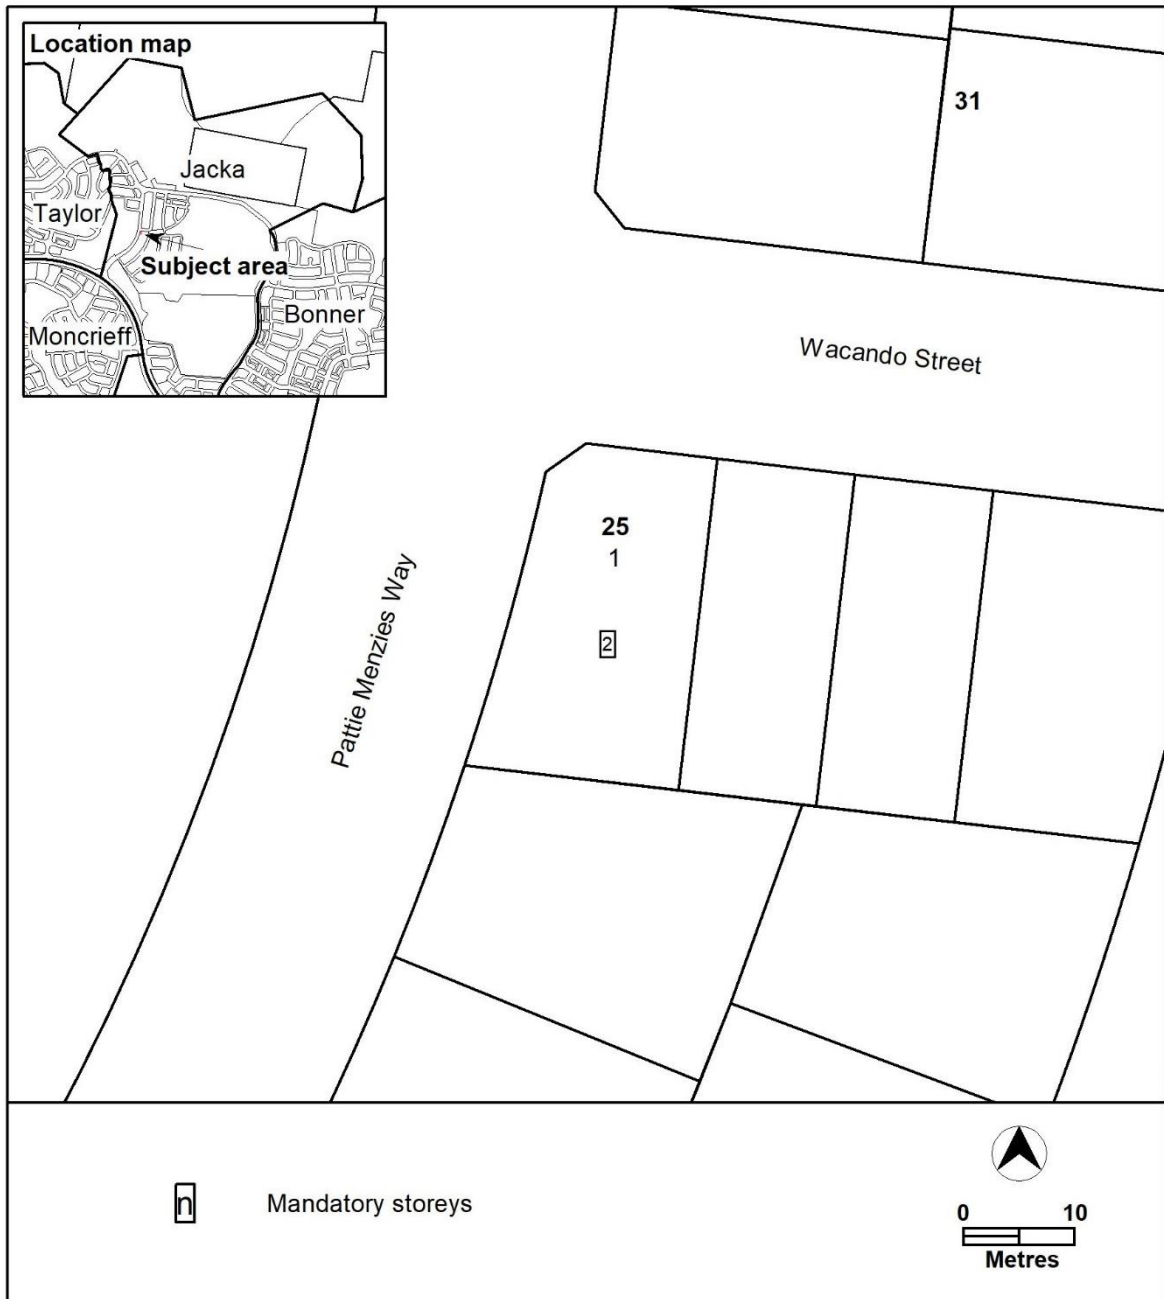 Location map
Jacka
Taylor
Subject area
Bonner
Moncrieff
31
Wacando Street
25
1
2
Pattie Menzies Way
n Mandatory storeys
0 10
Metres